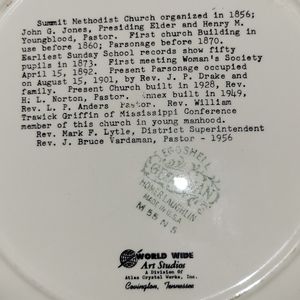 Summit Methodist Church organized in 1856;
John G. Jones, Presiding Elder and Henry M.
Youngblood, Pastor. First church Building in
use before 1860; Parsonage before 1870.
Earliest Sunday School records show fifty
pupils in 1873. First meeting Woman's Society
April 15, 1892. Present Parsonage occupied
on August 15, 1901, by Rev. J. P. Drake and
family. Present Church built in 1928, Rev.
H. L. Norton, Pastor. Annex built in 1949,
Rev. L. P. Anders Pastor. Rev. William
Trawick Griffin of Mississippi Conference
member of this church in young manhood.
Rev. Mark F. Lytle, District Superintendent
Rev. J. Bruce Vardaman, Pastor - 1956
HOMER LAUGHLIN
MADE IN U.S.A.
M 55 N 5
WORLD WIDE
Art Studios
A Division Of
Atlas Crystal Works, Inc.
Covington, Tennessee